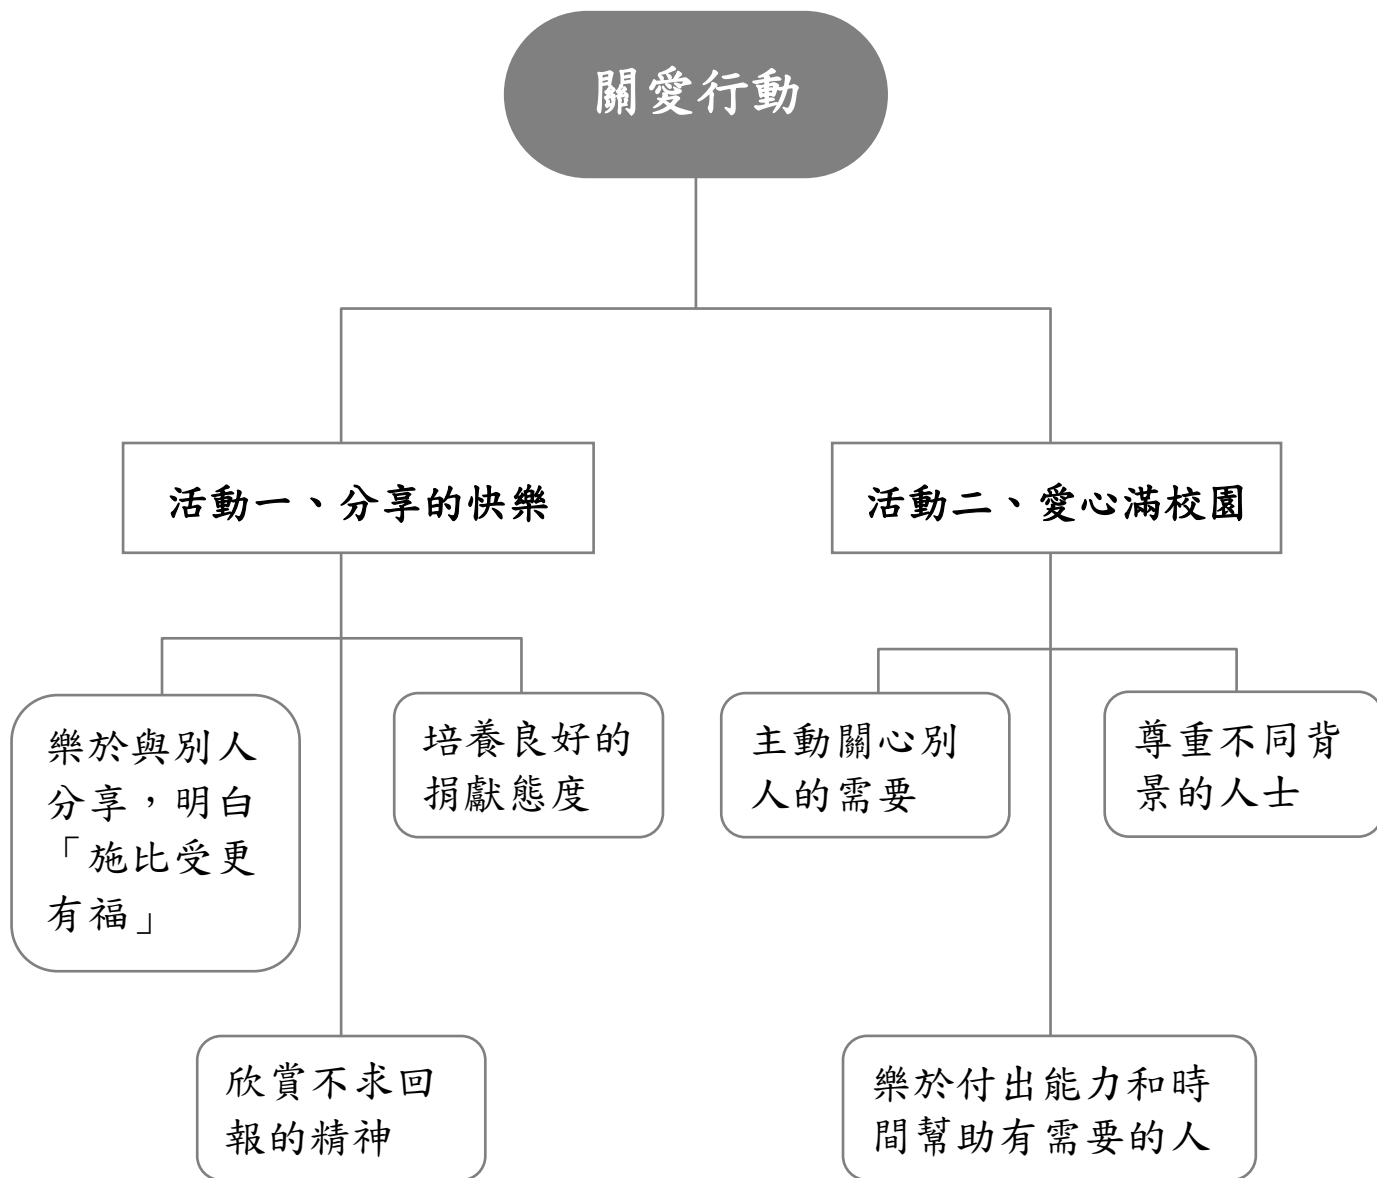 關愛行動
活動一、分享的快樂
活動二、愛心滿校園
樂於與別人
分享，明白
「施比受更
有福」
培養良好的
捐獻態度
主動關心別
人的需要
尊重不同背
景的人士
欣賞不求回
報的精神
樂於付出能力和時
間幫助有需要的人